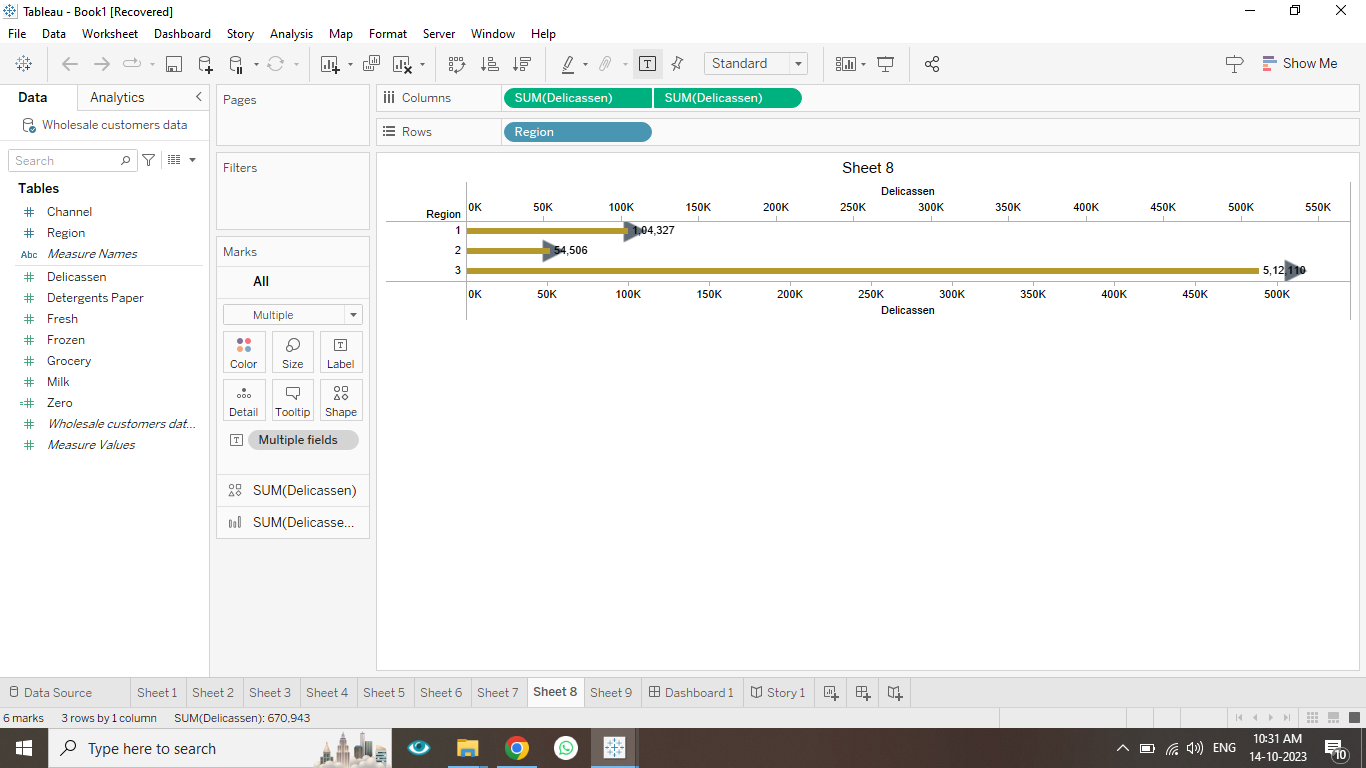 Tableau - Book1 [Recovered]
File Data Worksheet Dashboard Story Analysis Map Format Server Window Help
Standard
Show Me
Data Analytics
Wholesale customers data
Search
Tables
Channel
Region
Abc Measure Names
Delicassen
Detergents Paper
Fresh
Frozen
Grocery
Milk
Zero
Wholesale customers dat...
Measure Values
Pages
Filters
Marks
All
Multiple
Color Size Label
Detail Tooltip Shape
Multiple fields
SUM(Delicassen)
SUM(Delicasse...
Columns SUM(Delicassen) SUM(Delicassen)
Rows Region
Sheet 8
Delicassen
0K 50K 100K 150K 200K 250K 300K 350K 400K 450K 500K 550K
Region
1 1,04,327
2 54,506
3 5,12,110
0K 50K 100K 150K 200K 250K 300K 350K 400K 450K 500K
Delicassen
Data Source Sheet 1 Sheet 2 Sheet 3 Sheet 4 Sheet 5 Sheet 6 Sheet 7 Sheet 8 Sheet 9 Dashboard 1 Story 1
6 marks 3 rows by 1 column SUM(Delicassen): 670,943
Type here to search
ENG
10:31 AM
14-10-2023
10